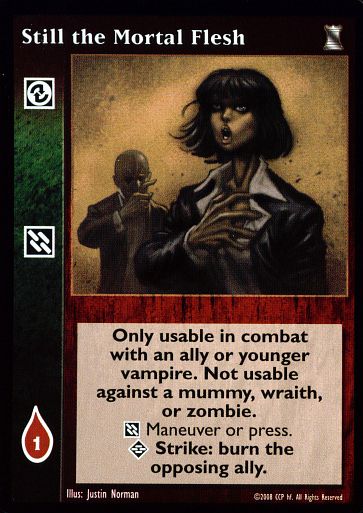 Still the Mortal Flesh
Only usable in combat
with an ally or younger
vampire. Not usable
against a mummy, wraith,
or zombie.
Maneuver or press.
Strike: burn the
opposing ally.
1
Illus: Justin Norman
©2008 CCP hf. All Rights Reserved